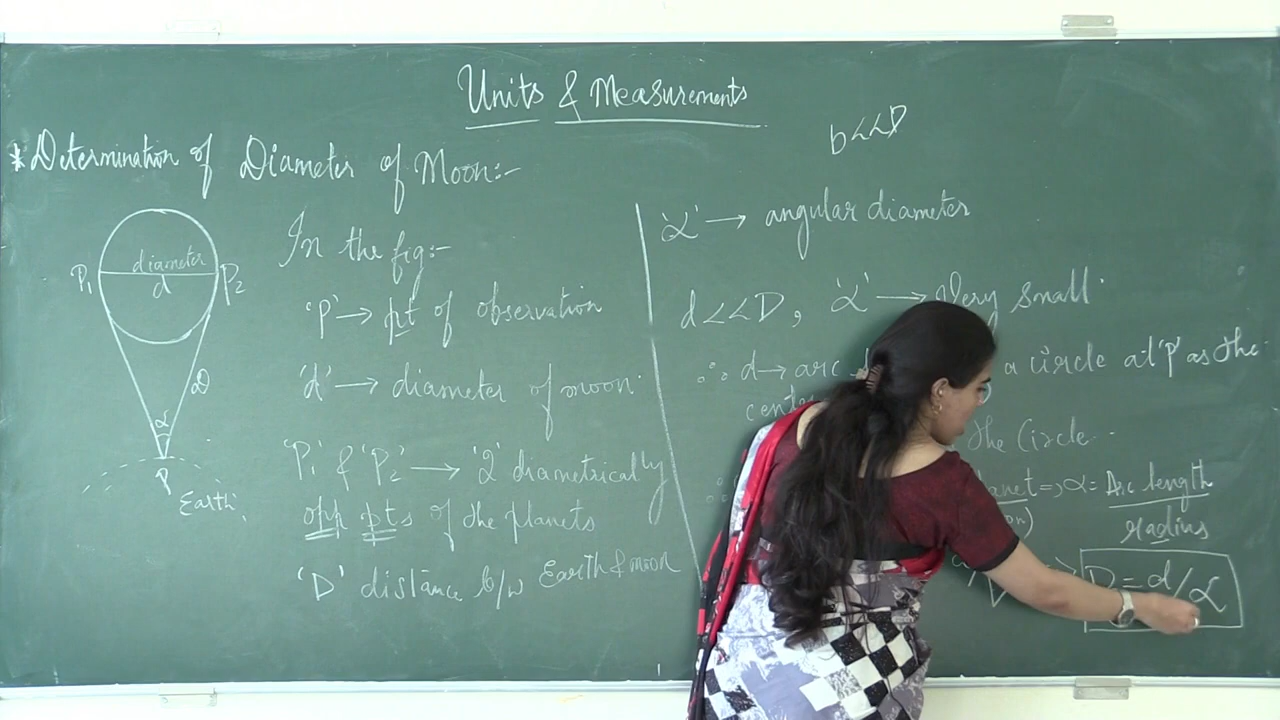 Units & Measurements
* Determination of Diameter of Moon:-
b<<D
diameter
d
P₁
P₂
D
α
P
Earth
In the fig:-
'P' → pt of observation
'd' → diameter of moon.
'P₁' & 'P₂' → '2' diametrically
opp pts of the planets
'D' distance b/w Earth & moon
'α' → angular diameter
d<<D, 'α' → Very small.
∴ d → arc a circle at 'P' as the
the Circle.
α = Arc length
radius
D = d/α